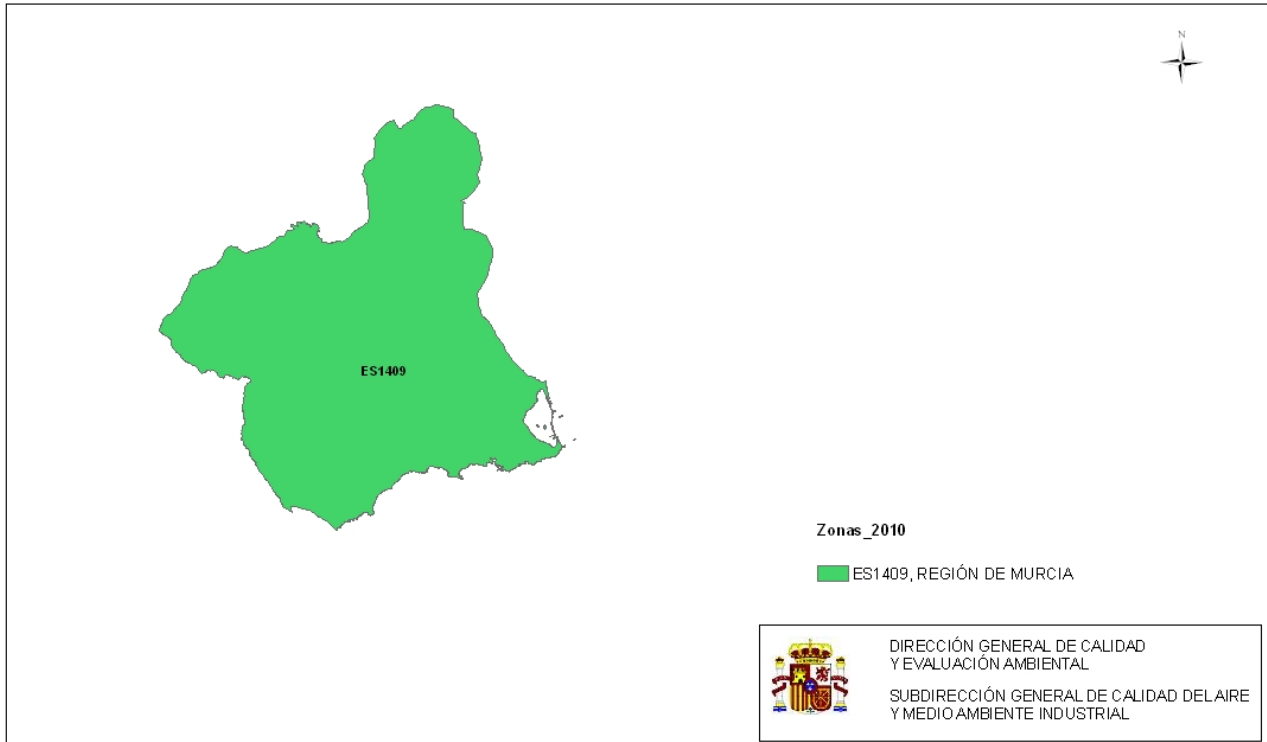 N
ES1409
Zonas_2010
ES1409, REGIÓN DE MURCIA
DIRECCIÓN GENERAL DE CALIDAD
Y EVALUACIÓN AMBIENTAL
SUBDIRECCIÓN GENERAL DE CALIDAD DEL AIRE
Y MEDIO AMBIENTE INDUSTRIAL